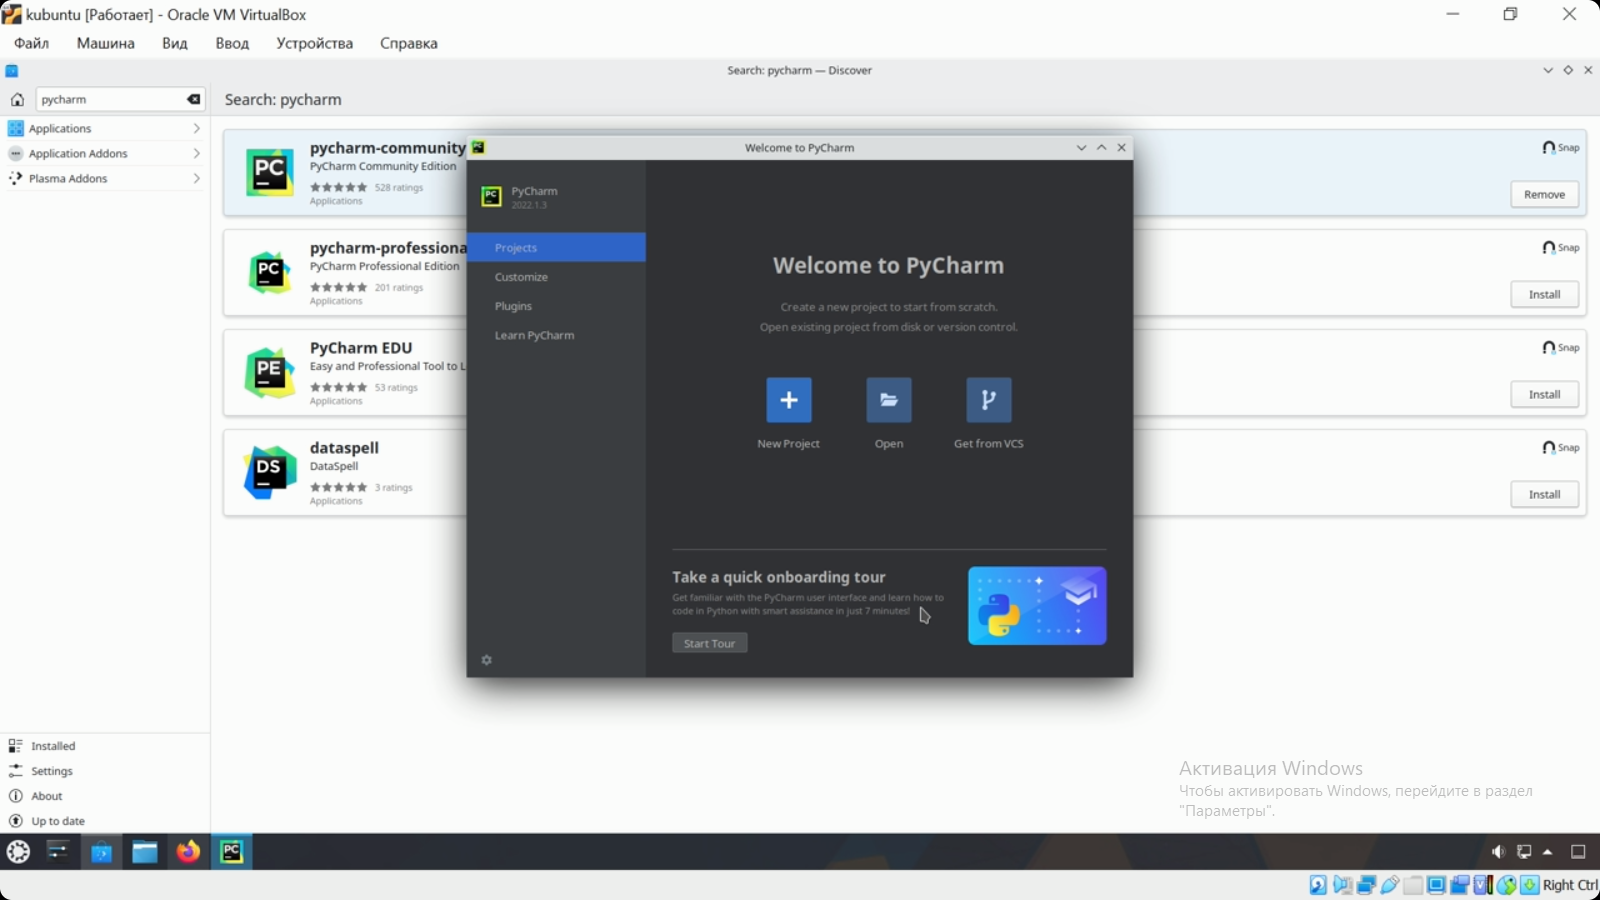 kubuntu [Работает] - Oracle VM VirtualBox
Файл Машина Вид Ввод Устройства Справка
Search: pycharm — Discover
pycharm
Search: pycharm
Applications
Application Addons
Plasma Addons
pycharm-community
PyCharm Community Edition
528 ratings
Applications
Snap
Remove
pycharm-professiona
PyCharm Professional Edition
201 ratings
Applications
Snap
Install
PyCharm EDU
Easy and Professional Tool to L
53 ratings
Applications
Snap
Install
dataspell
DataSpell
3 ratings
Applications
Snap
Install
Welcome to PyCharm
PyCharm
2022.1.3
Projects
Customize
Plugins
Learn PyCharm
Welcome to PyCharm
Create a new project to start from scratch.
Open existing project from disk or version control.
New Project Open Get from VCS
Take a quick onboarding tour
Get familiar with the PyCharm user interface and learn how to
code in Python with smart assistance in just 7 minutes!
Start Tour
Installed
Settings
About
Up to date
Активация Windows
Чтобы активировать Windows, перейдите в раздел
"Параметры".
Right Ctrl